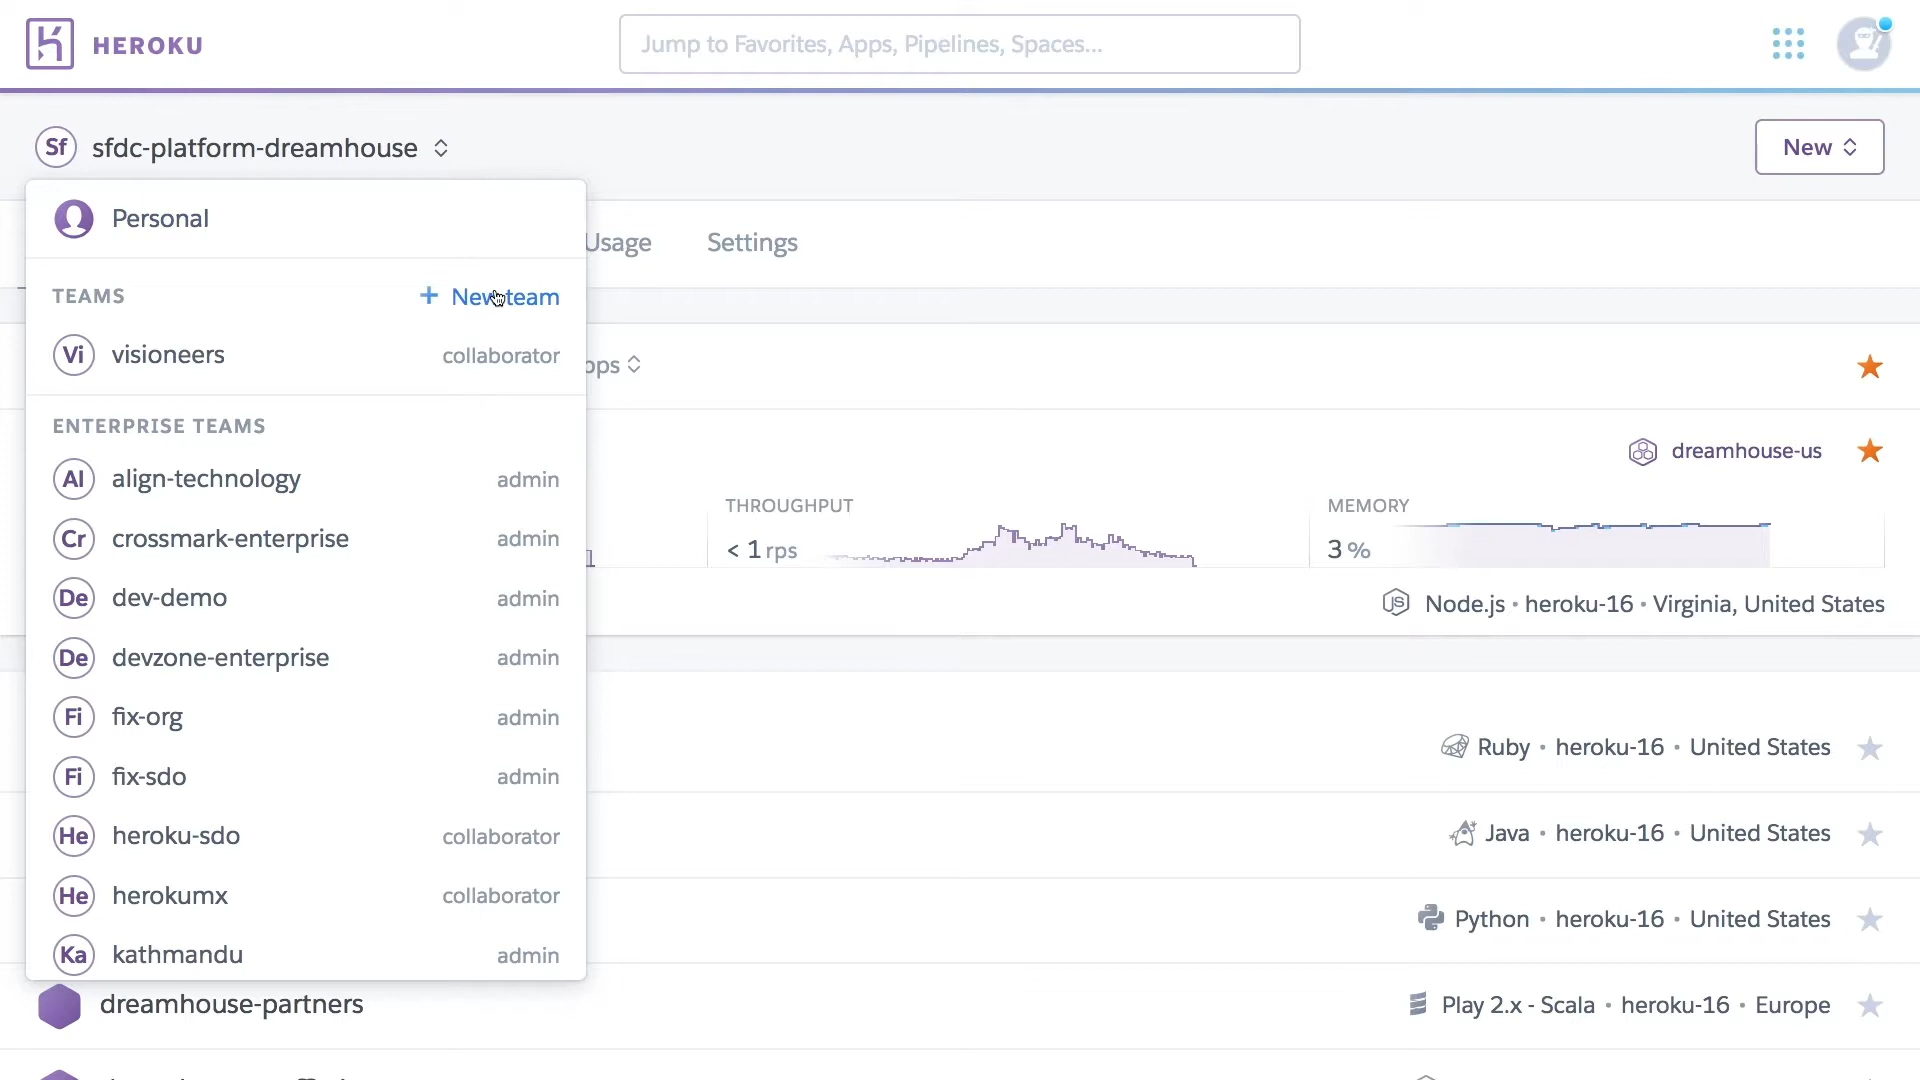 HEROKU
Jump to Favorites, Apps, Pipelines, Spaces...
Sf sfdc-platform-dreamhouse
New
Personal
Usage Settings
TEAMS + New team
Vi visioneers collaborator
ENTERPRISE TEAMS
dreamhouse-us
Al align-technology admin
THROUGHPUT MEMORY
Cr crossmark-enterprise admin
< 1 rps 3 %
De dev-demo admin
Node.js • heroku-16 • Virginia, United States
De devzone-enterprise admin
Fi fix-org admin
Ruby • heroku-16 • United States
Fi fix-sdo admin
He heroku-sdo collaborator
Java • heroku-16 • United States
He herokumx collaborator
Python • heroku-16 • United States
Ka kathmandu admin
dreamhouse-partners
Play 2.x - Scala • heroku-16 • Europe